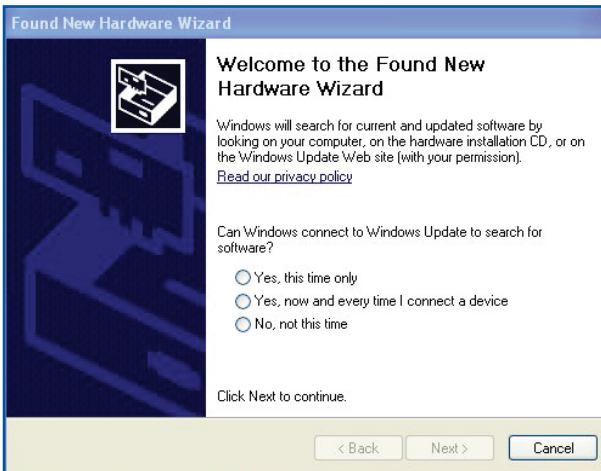 Found New Hardware Wizard
Welcome to the Found New
Hardware Wizard
Windows will search for current and updated software by
looking on your computer, on the hardware installation CD, or on
the Windows Update Web site (with your permission).
Read our privacy policy
Can Windows connect to Windows Update to search for
software?
Yes, this time only
Yes, now and every time I connect a device
No, not this time
Click Next to continue.
< Back Next > Cancel